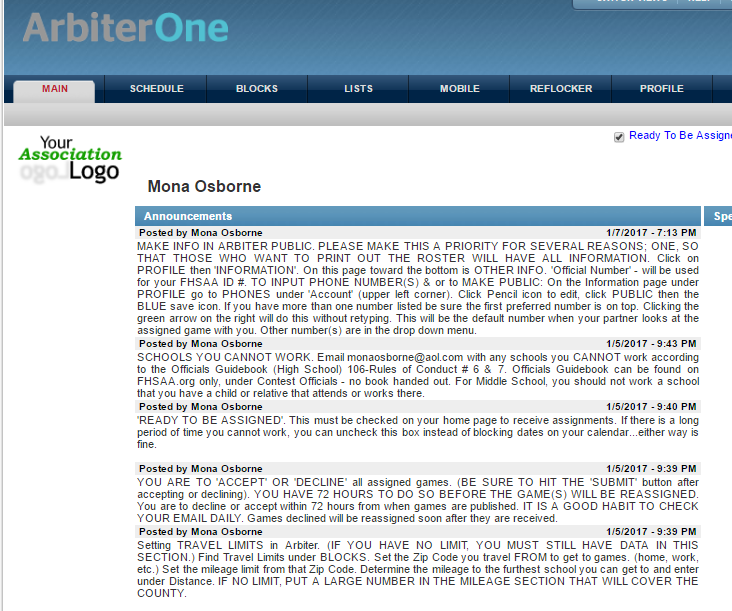 ArbiterOne
MAIN SCHEDULE BLOCKS LISTS MOBILE REFLOCKER PROFILE
Ready To Be Assigne
Your
Association
Logo
Mona Osborne
Announcements Spe
Posted by Mona Osborne 1/7/2017 - 7:13 PM
MAKE INFO IN ARBITER PUBLIC. PLEASE MAKE THIS A PRIORITY FOR SEVERAL REASONS; ONE, SO
THAT THOSE WHO WANT TO PRINT OUT THE ROSTER WILL HAVE ALL INFORMATION. Click on
PROFILE then 'INFORMATION'. On this page toward the bottom is OTHER INFO. 'Official Number' - will be used
for your FHSAA ID #. TO INPUT PHONE NUMBER(S) & or to MAKE PUBLIC: On the Information page under
PROFILE go to PHONES under 'Account' (upper left corner). Click Pencil icon to edit, click PUBLIC then the
BLUE save icon. If you have more than one number listed be sure the first preferred number is on top. Clicking the
green arrow on the right will do this without retyping. This will be the default number when your partner looks at the
assigned game with you. Other number(s) are in the drop down menu.
Posted by Mona Osborne 1/5/2017 - 9:43 PM
SCHOOLS YOU CANNOT WORK. Email monaosborne@aol.com with any schools you CANNOT work according
to the Officials Guidebook (High School) 106-Rules of Conduct # 6 & 7. Officials Guidebook can be found on
FHSAA.org only, under Contest Officials - no book handed out. For Middle School, you should not work a school
that you have a child or relative that attends or works there.
Posted by Mona Osborne 1/5/2017 - 9:40 PM
'READY TO BE ASSIGNED'. This must be checked on your home page to receive assignments. If there is a long
period of time you cannot work, you can uncheck this box instead of blocking dates on your calendar...either way is
fine.
Posted by Mona Osborne 1/5/2017 - 9:39 PM
YOU ARE TO 'ACCEPT' OR 'DECLINE' all assigned games. (BE SURE TO HIT THE 'SUBMIT' button after
accepting or declining). YOU HAVE 72 HOURS TO DO SO BEFORE THE GAME(S) WILL BE REASSIGNED.
You are to decline or accept within 72 hours from when games are published. IT IS A GOOD HABIT TO CHECK
YOUR EMAIL DAILY. Games declined will be reassigned soon after they are received.
Posted by Mona Osborne 1/5/2017 - 9:39 PM
Setting TRAVEL LIMITS in Arbiter. (IF YOU HAVE NO LIMIT, YOU MUST STILL HAVE DATA IN THIS
SECTION.) Find Travel Limits under BLOCKS. Set the Zip Code you travel FROM to get to games. (home, work,
etc.) Set the mileage limit from that Zip Code. Determine the mileage to the furthest school you can get to and enter
under Distance. IF NO LIMIT, PUT A LARGE NUMBER IN THE MILEAGE SECTION THAT WILL COVER THE
COUNTY.